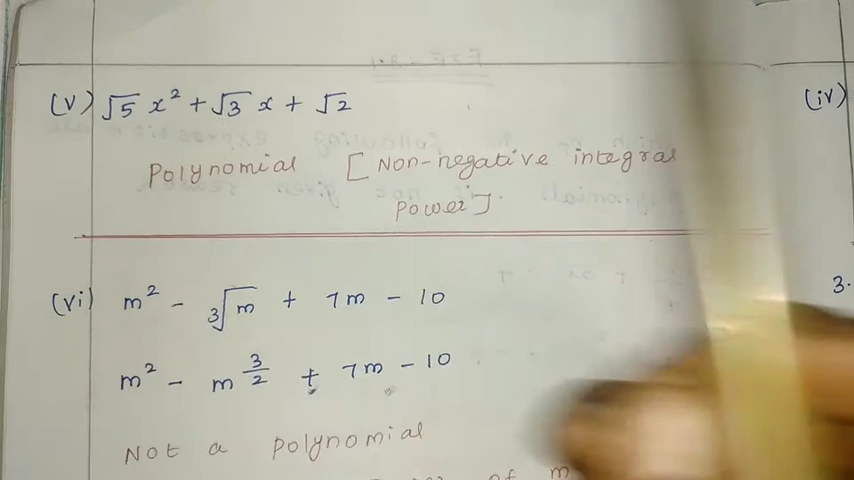 (v) √5 x² + √3 x + √2
(iv)
Polynomial [Non-negative integral
Power]
(vi) m² - ³√m + 7m - 10
3.
m² - m^(3/2) + 7m - 10
Not a polynomial
of m